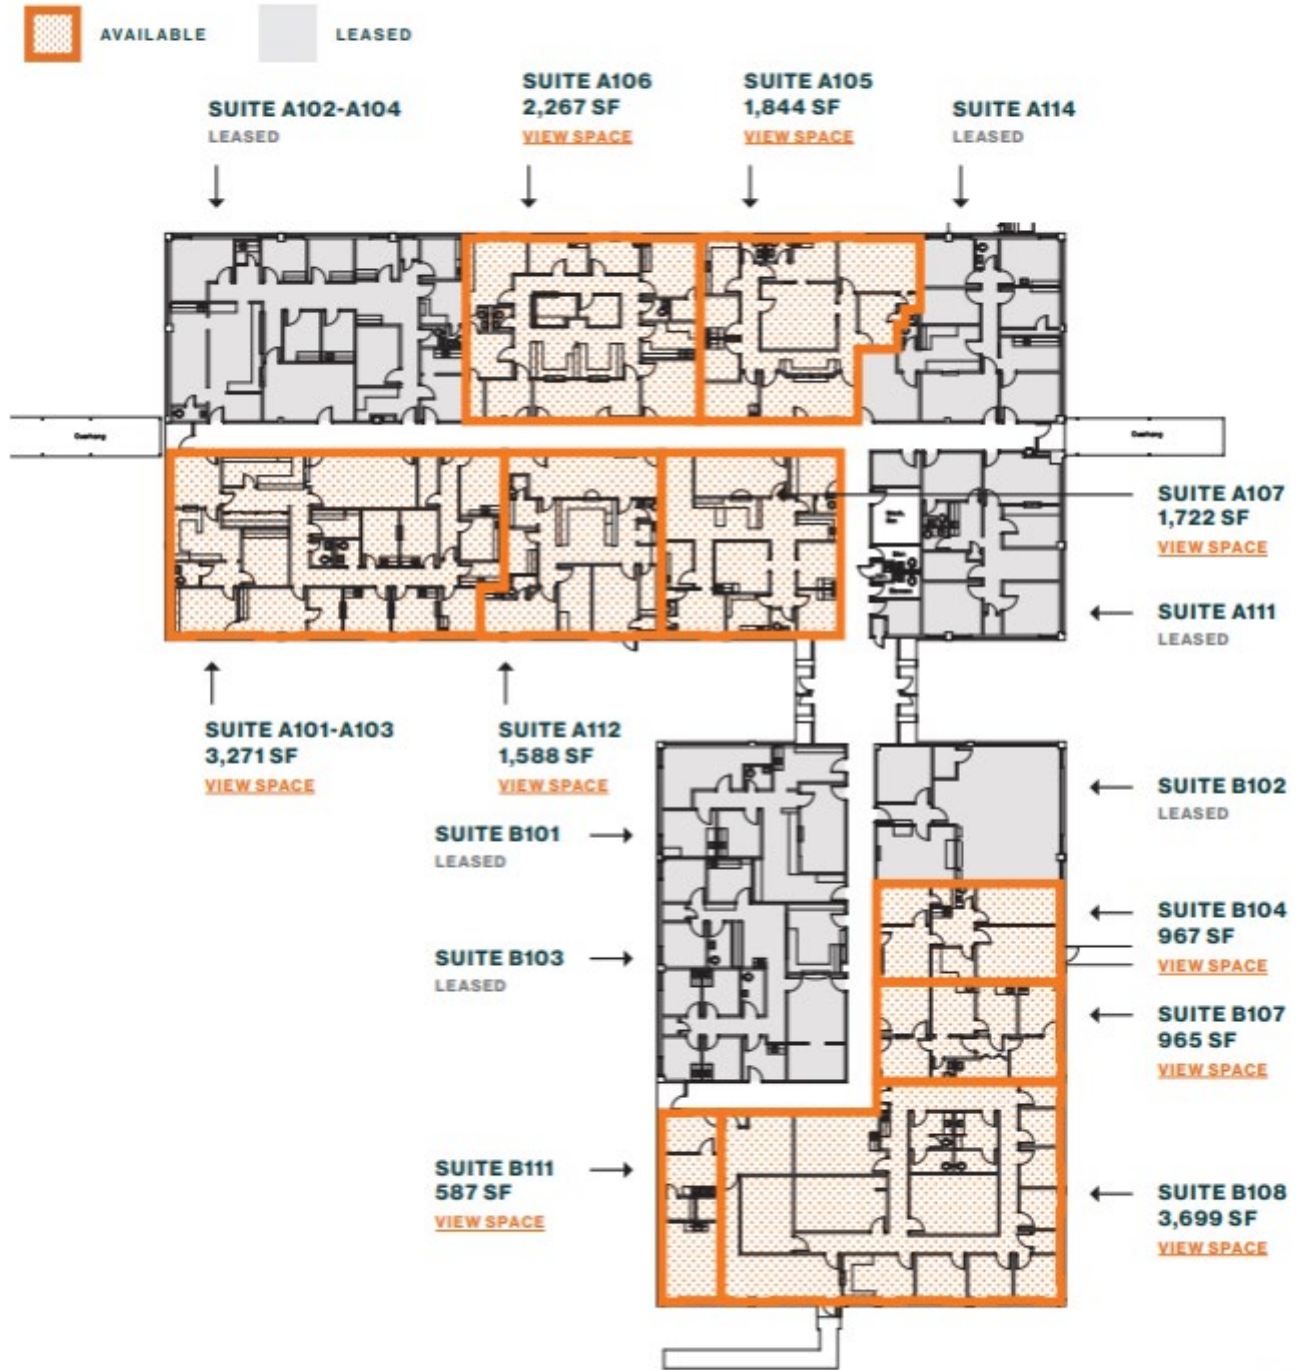 AVAILABLE
LEASED
SUITE A102-A104
LEASED
SUITE A106
2,267 SF
VIEW SPACE
SUITE A105
1,844 SF
VIEW SPACE
SUITE A114
LEASED
Overhang
Overhang
SUITE A107
1,722 SF
VIEW SPACE
Men
Women
SUITE A111
LEASED
SUITE A101-A103
3,271 SF
VIEW SPACE
SUITE A112
1,588 SF
VIEW SPACE
SUITE B101
LEASED
SUITE B102
LEASED
SUITE B103
LEASED
SUITE B104
967 SF
VIEW SPACE
SUITE B107
965 SF
VIEW SPACE
SUITE B111
587 SF
VIEW SPACE
SUITE B108
3,699 SF
VIEW SPACE